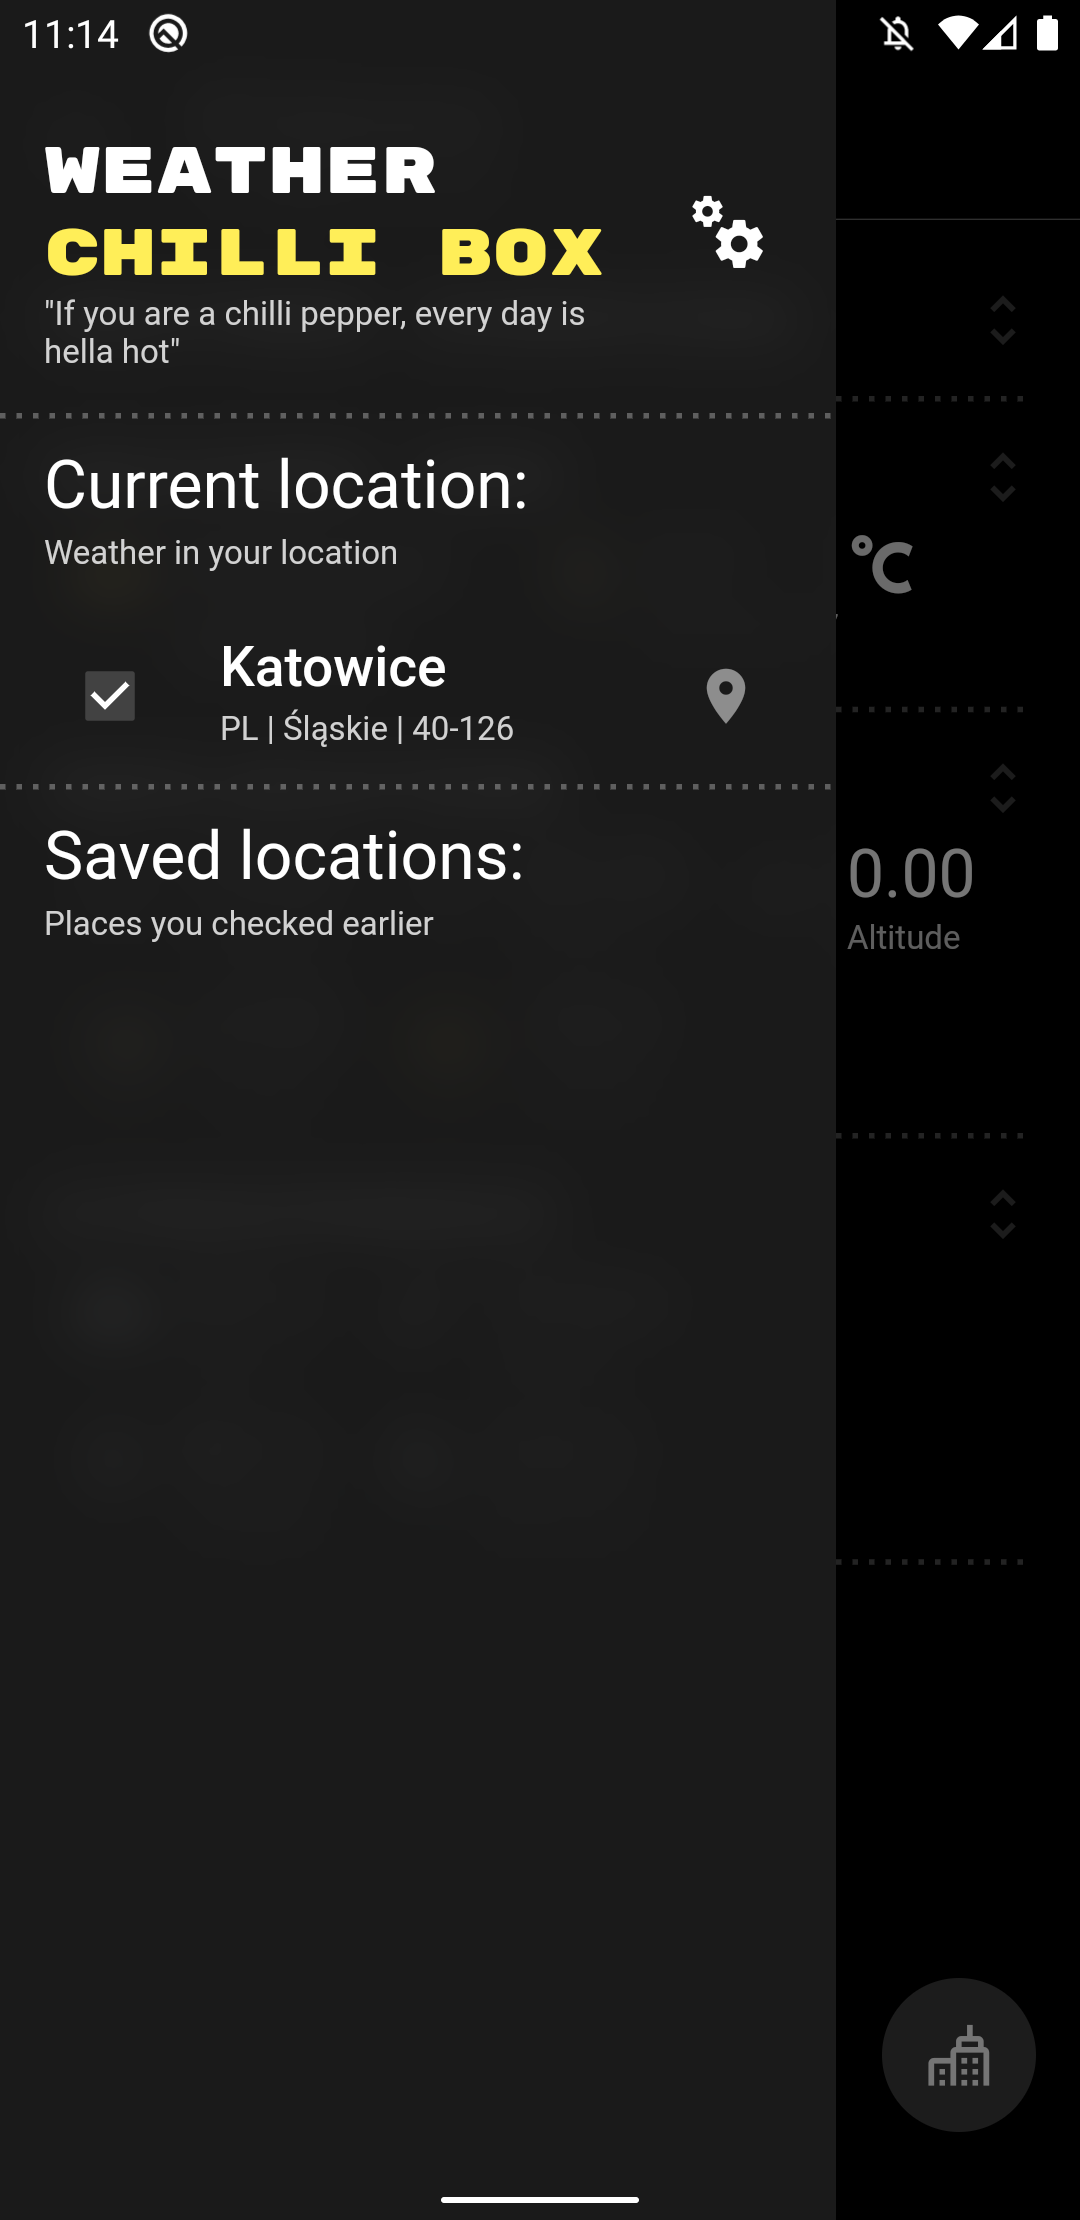 11:14
WEATHER
CHILLI BOX
"If you are a chilli pepper, every day is
hella hot"
Current location:
Weather in your location
°C
Katowice
PL | Śląskie | 40-126
Saved locations:
Places you checked earlier
0.00
Altitude